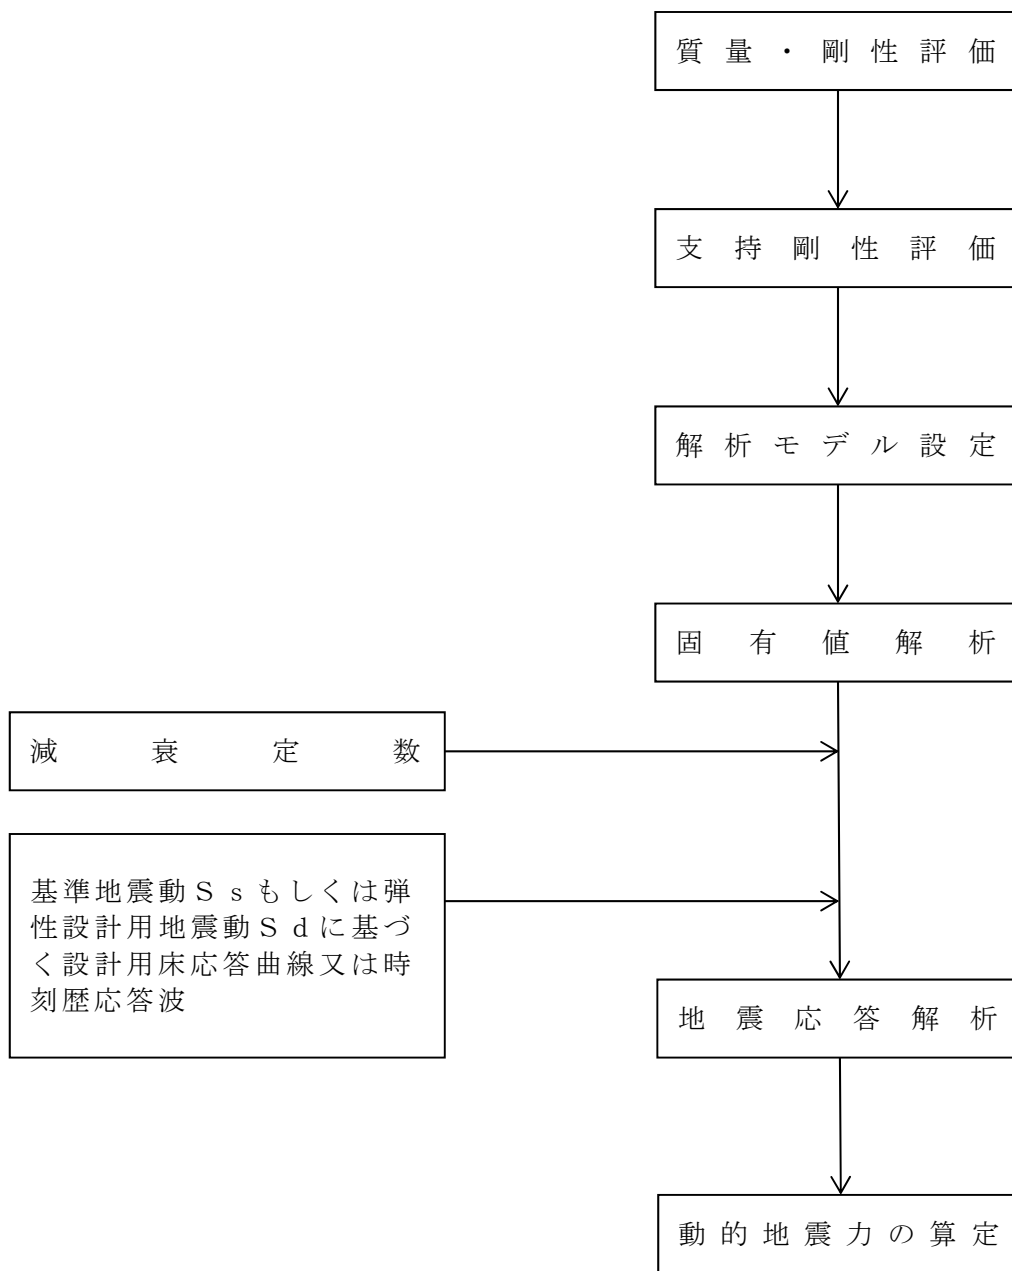 質量・剛性評価
支持剛性評価
解析モデル設定
固有値解析
減衰定数
基準地震動Ｓｓもしくは弾
性設計用地震動Ｓｄに基づ
く設計用床応答曲線又は時
刻歴応答波
地震応答解析
動的地震力の算定